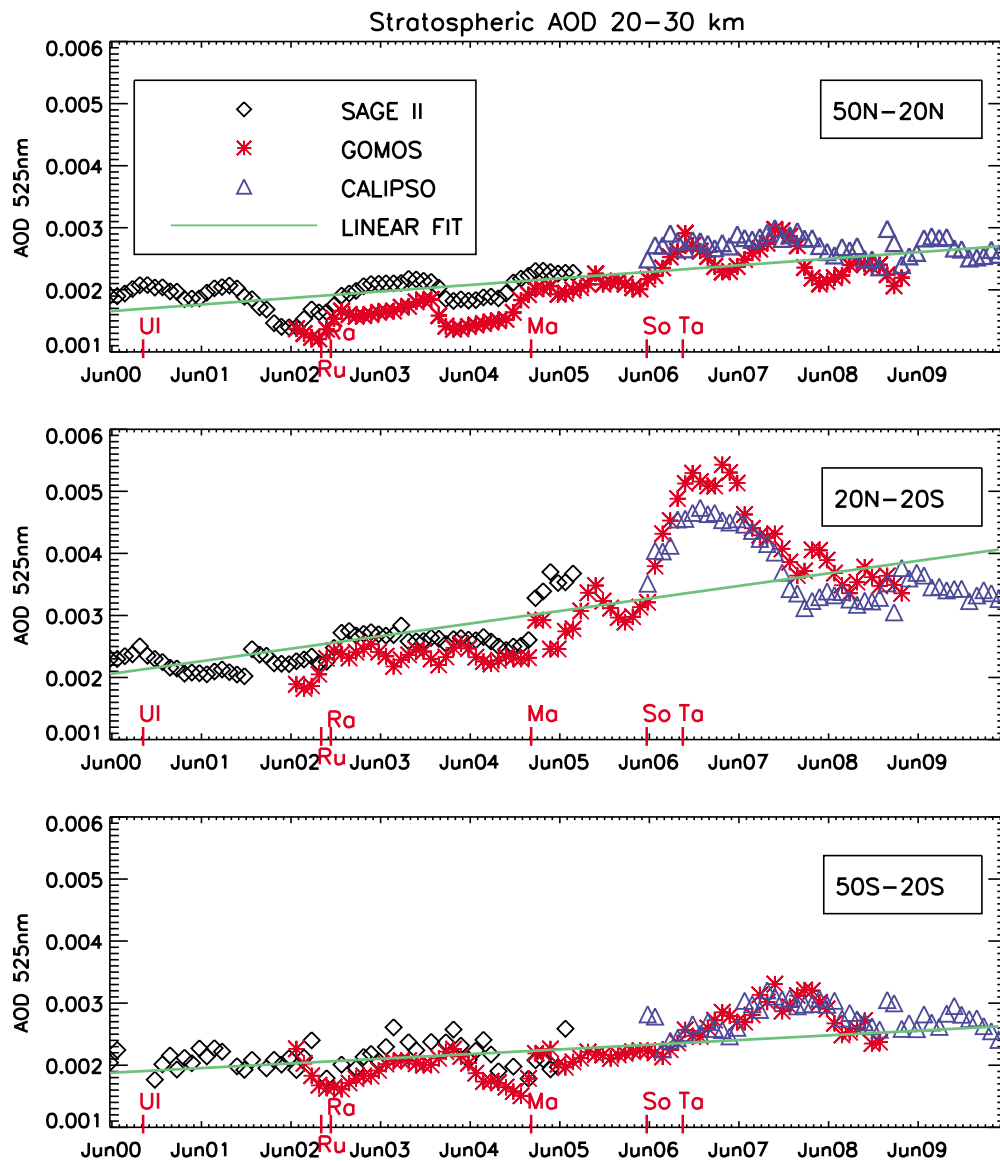 Stratospheric AOD 20−30 km
0.006
0.005
0.004
0.003
0.002
0.001
AOD 525nm
SAGE II
GOMOS
CALIPSO
LINEAR FIT
50N−20N
Ul
Ra
Ru
Ma
So Ta
Jun00 Jun01 Jun02 Jun03 Jun04 Jun05 Jun06 Jun07 Jun08 Jun09
0.006
0.005
0.004
0.003
0.002
0.001
AOD 525nm
20N−20S
Ul
Ra
Ru
Ma
So Ta
Jun00 Jun01 Jun02 Jun03 Jun04 Jun05 Jun06 Jun07 Jun08 Jun09
0.006
0.005
0.004
0.003
0.002
0.001
AOD 525nm
50S−20S
Ul
Ra
Ru
Ma
So Ta
Jun00 Jun01 Jun02 Jun03 Jun04 Jun05 Jun06 Jun07 Jun08 Jun09